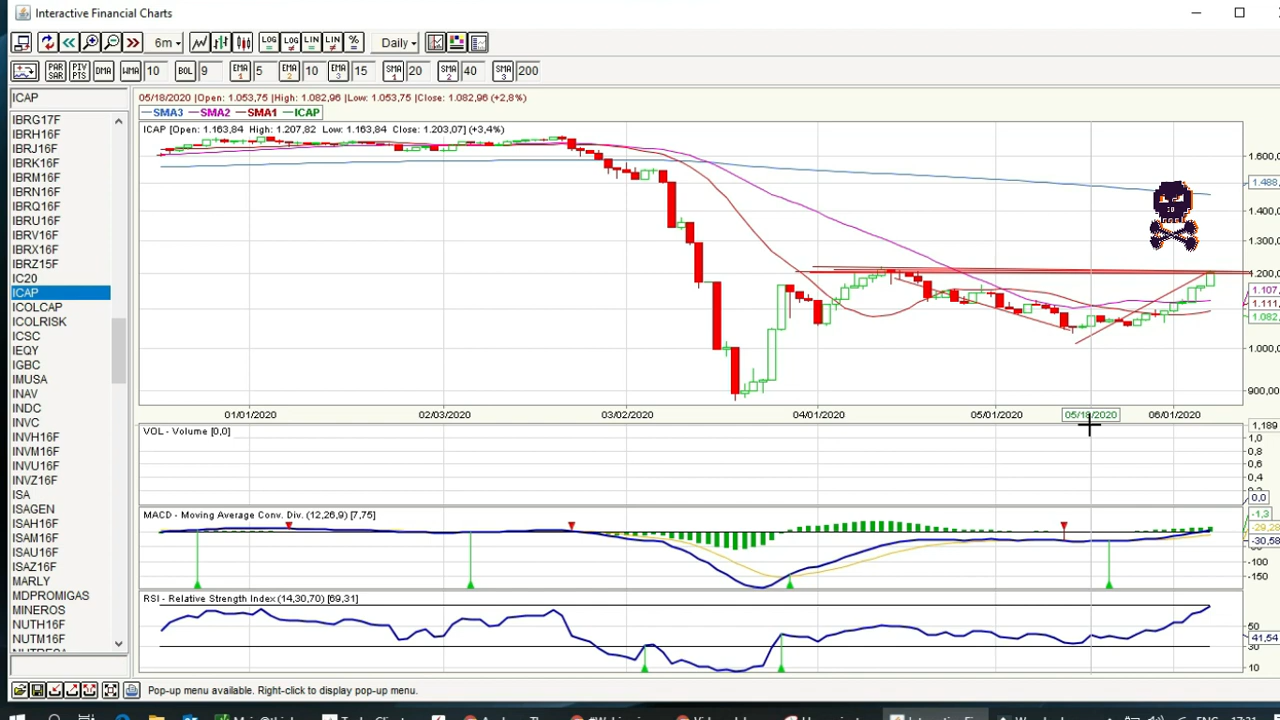 Interactive Financial Charts
6m Daily
LOG LOG LIN LIN %
PAR SAR PIV PTS DMA WMA 10 BOL 9 EMA 1 5 EMA 2 10 EMA 3 15 SMA 1 20 SMA 2 40 SMA 3 200
ICAP
05/18/2020 |Open: 1.053,75 |High: 1.082,96 |Low: 1.053,75 |Close: 1.082,96 (+2,8%)
SMA3 SMA2 SMA1 ICAP
ICAP [Open: 1.163,84 High: 1.207,82 Low: 1.163,84 Close: 1.203,07] (+3,4%)
IBRG17F
IBRH16F
IBRJ16F
IBRK16F
IBRM16F
IBRN16F
IBRQ16F
IBRU16F
IBRV16F
IBRX16F
IBRZ15F
IC20
ICAP
ICOLCAP
ICOLRISK
ICSC
IEQY
IGBC
IMUSA
INAV
INDC
INVC
INVH16F
INVM16F
INVU16F
INVZ16F
ISA
ISAGEN
ISAH16F
ISAM16F
ISAU16F
ISAZ16F
MARLY
MDPROMIGAS
MINEROS
NUTH16F
NUTM16F
1.600,0
1.488,
1.400,0
1.300,0
1.200,0
1.107,
1.111,
1.082,
1.000,0
900,00
01/01/2020 02/03/2020 03/02/2020 04/01/2020 05/01/2020 05/18/2020 06/01/2020
VOL - Volume [0,0]
1,189
1,0
0,8
0,6
0,4
0,0
MACD - Moving Average Conv. Div. (12,26,9) [7,75]
-1,3
-29,28
-30,58
-100
-150
RSI - Relative Strength Index (14,30,70) [69,31]
50
41,54
30
10
Pop-up menu available. Right-click to display pop-up menu.